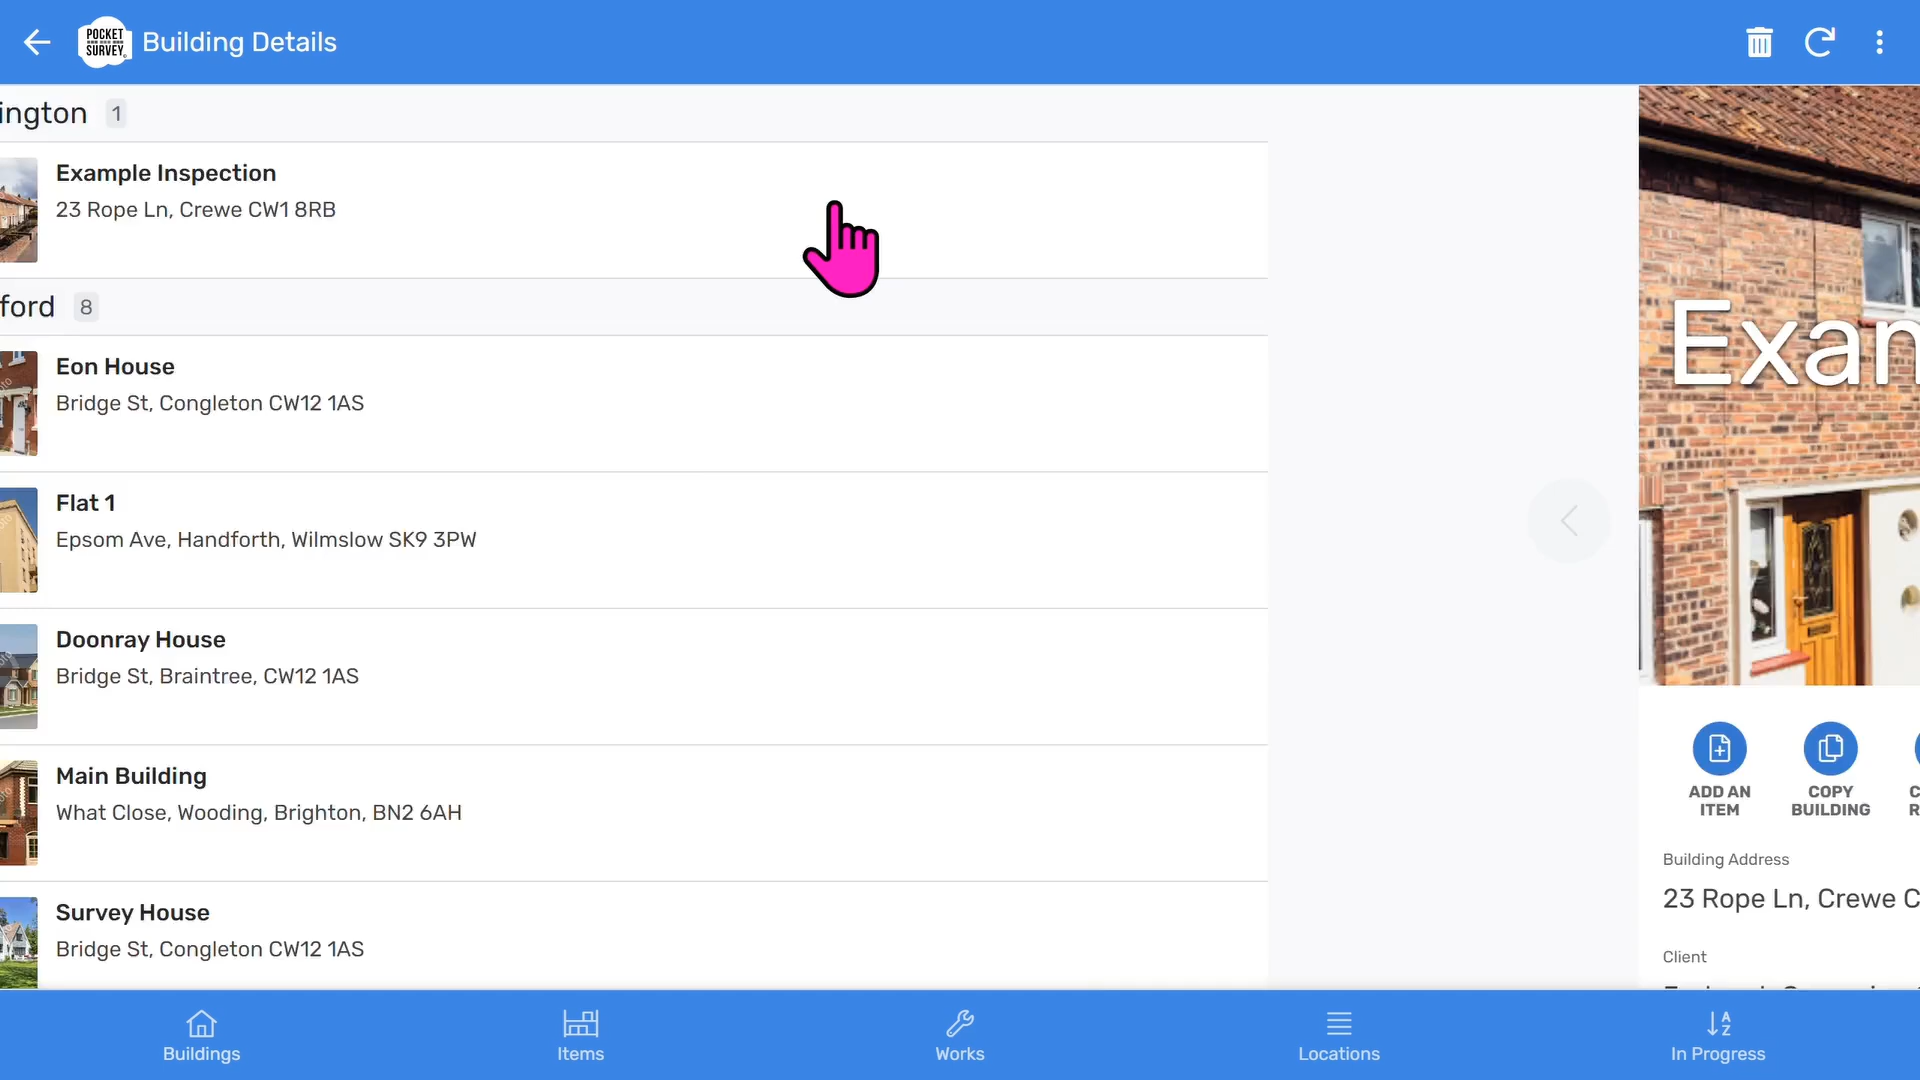 POCKET
SURVEY
Building Details
ington 1
Example Inspection
23 Rope Ln, Crewe CW1 8RB
ford 8
Eon House
Bridge St, Congleton CW12 1AS
Flat 1
Epsom Ave, Handforth, Wilmslow SK9 3PW
Doonray House
Bridge St, Braintree, CW12 1AS
Main Building
What Close, Wooding, Brighton, BN2 6AH
Survey House
Bridge St, Congleton CW12 1AS
Exam
ADD AN
ITEM
COPY
BUILDING
C
R
Building Address
23 Rope Ln, Crewe C
Client
Buildings
Items
Works
Locations
In Progress